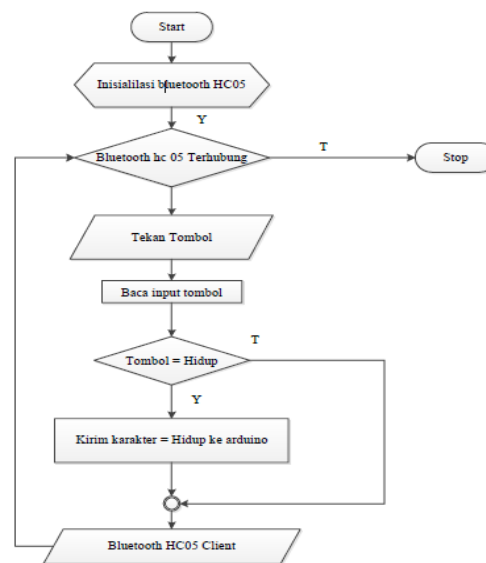 Start
Inisialilasi bluetooth HC05
Y
Bluetooth hc 05 Terhubung
T
Stop
Tekan Tombol
Baca input tombol
Tombol = Hidup
T
Y
Kirim karakter = Hidup ke arduino
Bluetooth HC05 Client